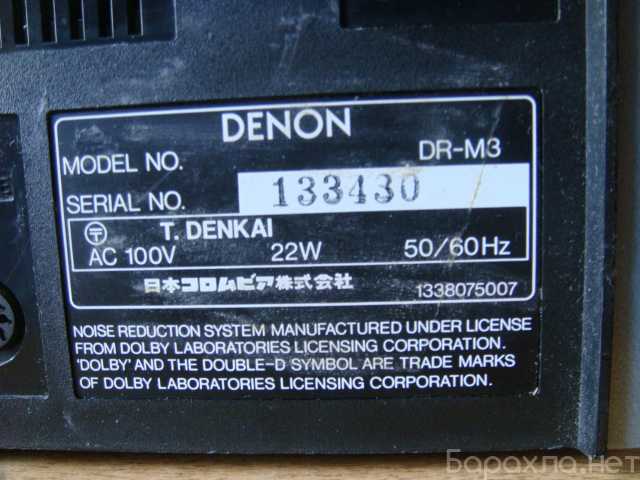 DENON
MODEL NO. DR-M3
SERIAL NO. 133430
〒 T. DENKAI
AC 100V 22W 50/60Hz
日本コロムビア株式会社 1338075007
NOISE REDUCTION SYSTEM MANUFACTURED UNDER LICENSE
FROM DOLBY LABORATORIES LICENSING CORPORATION.
'DOLBY' AND THE DOUBLE-D SYMBOL ARE TRADE MARKS
OF DOLBY LABORATORIES LICENSING CORPORATION.
Барахла.нет